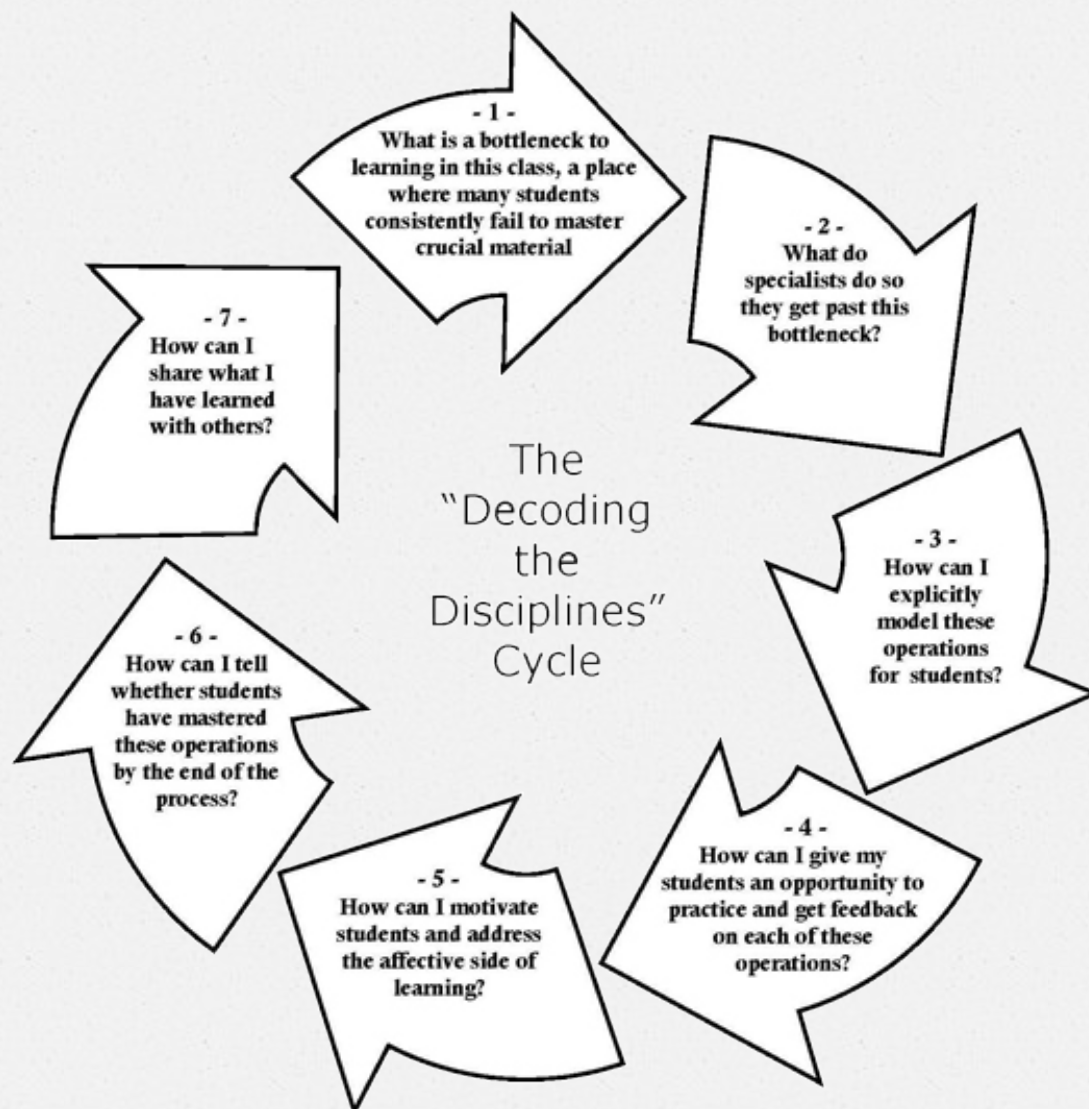 - 1 -
What is a bottleneck to
learning in this class, a place
where many students
consistently fail to master
crucial material
- 2 -
What do
specialists do so
they get past this
bottleneck?
- 3 -
How can I
explicitly
model these
operations
for students?
- 4 -
How can I give my
students an opportunity to
practice and get feedback
on each of these
operations?
- 5 -
How can I motivate
students and address
the affective side of
learning?
- 6 -
How can I tell
whether students
have mastered
these operations
by the end of the
process?
- 7 -
How can I
share what I
have learned
with others?
The
“Decoding
the
Disciplines”
Cycle